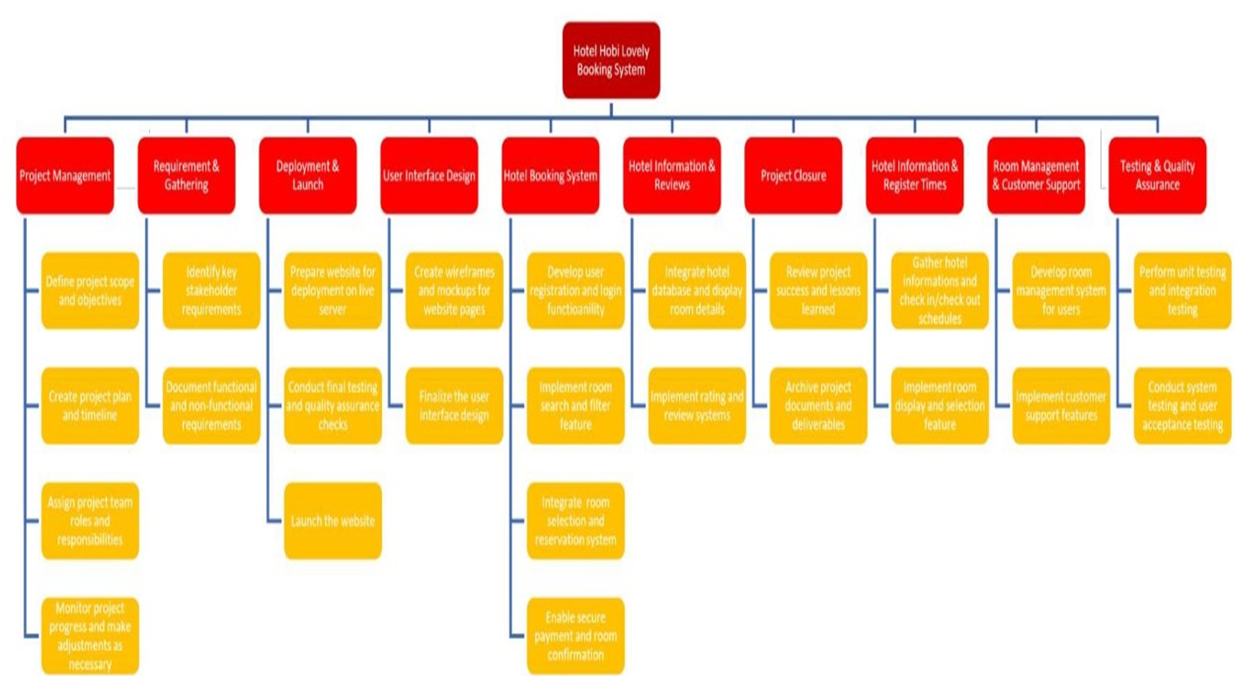 Hotel Hobi Lovely
Booking System
Project Management
Requirement &
Gathering
Deployment &
Launch
User Interface Design
Hotel Booking System
Hotel Information &
Reviews
Project Closure
Hotel Information &
Register Times
Room Management
& Customer Support
Testing & Quality
Assurance
Define project scope
and objectives
Create project plan
and timeline
Assign project team
roles and
responsibilities
Monitor project
progress and make
adjustments as
necessary
Identify key
stakeholder
requirements
Document functional
and non-functional
requirements
Prepare website for
deployment on live
server
Conduct final testing
and quality assurance
checks
Launch the website
Create wireframes
and mockups for
website pages
Finalize the user
interface design
Develop user
registration and login
functioanility
Implement room
search and filter
feature
Integrate room
selection and
reservation system
Enable secure
payment and room
confirmation
Integrate hotel
database and display
room details
Implement rating and
review systems
Review project
success and lessons
learned
Archive project
documents and
deliverables
Gather hotel
informations and
check in/check out
schedules
Implement room
display and selection
feature
Develop room
management system
for users
Implement customer
support features
Perform unit testing
and integration
testing
Conduct system
testing and user
acceptance testing